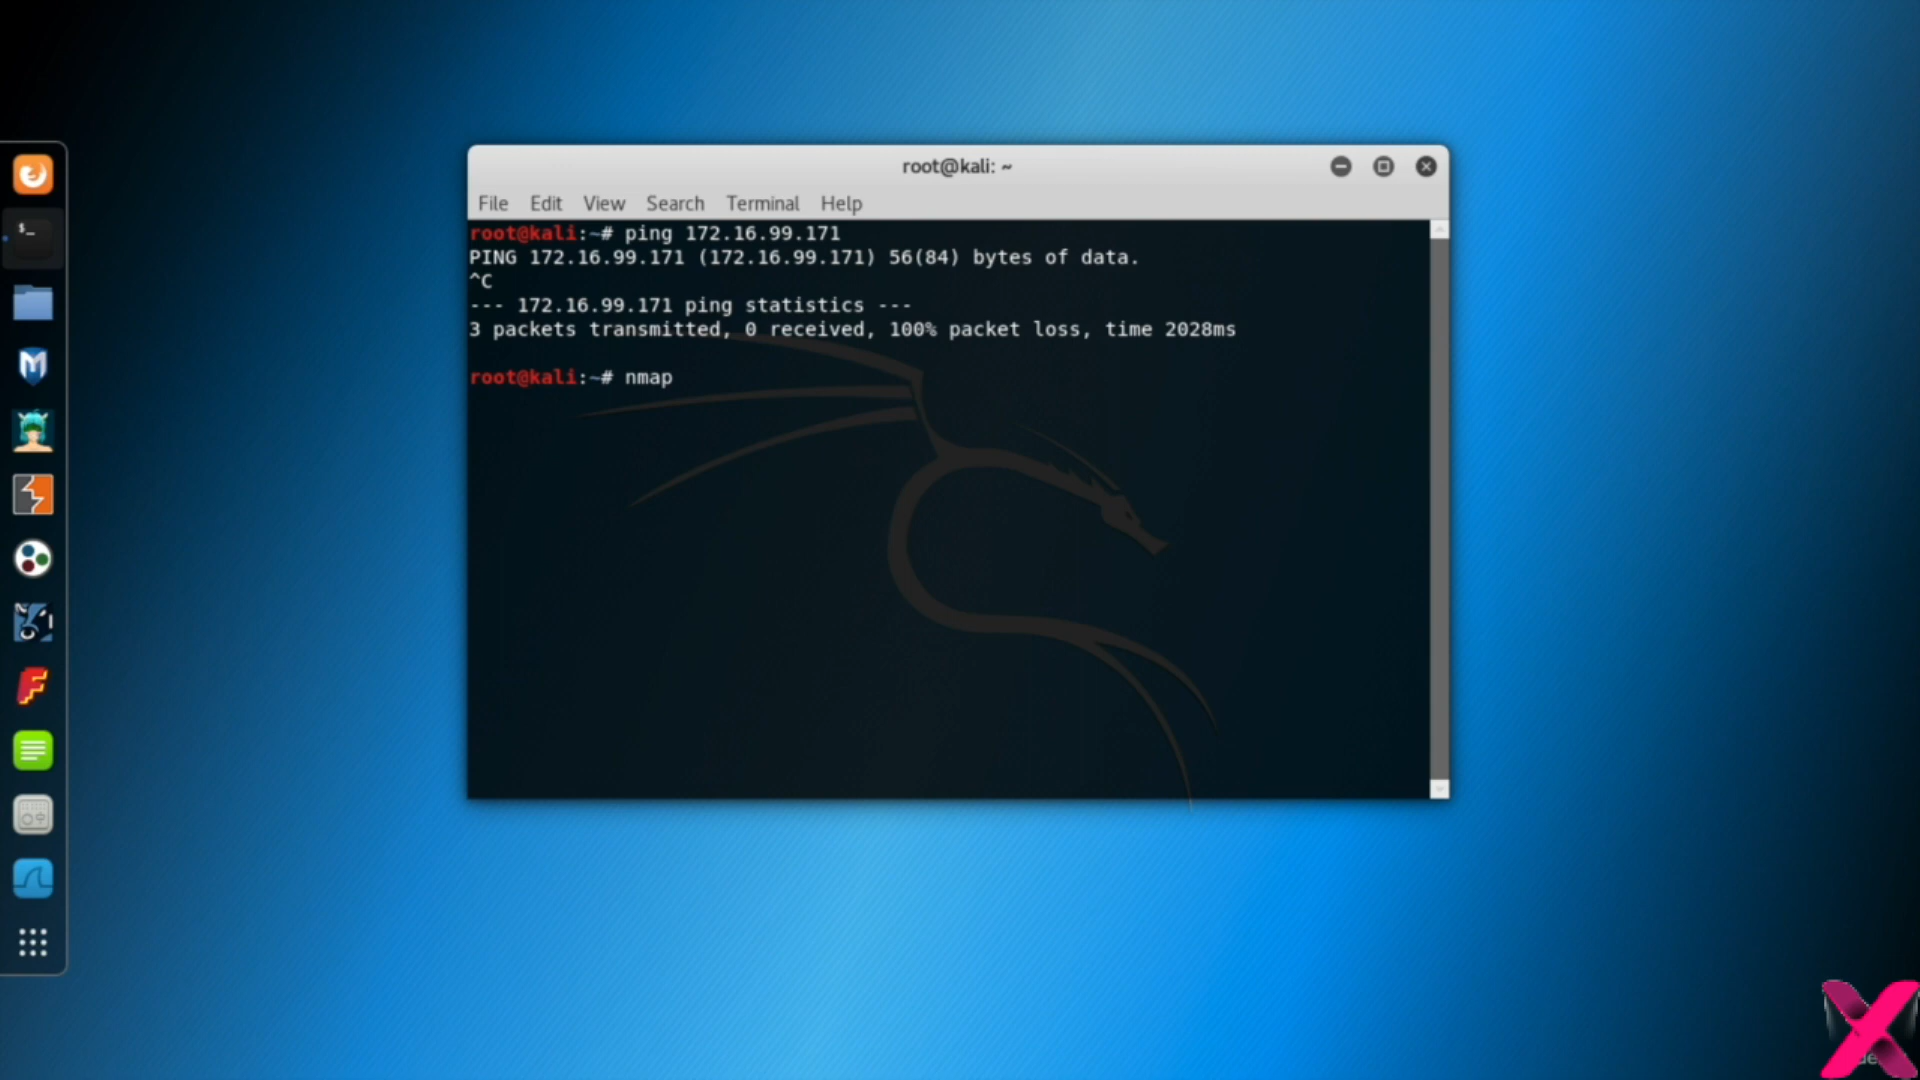 root@kali: ~
File Edit View Search Terminal Help
root@kali:~# ping 172.16.99.171
PING 172.16.99.171 (172.16.99.171) 56(84) bytes of data.
^C
--- 172.16.99.171 ping statistics ---
3 packets transmitted, 0 received, 100% packet loss, time 2028ms
root@kali:~# nmap